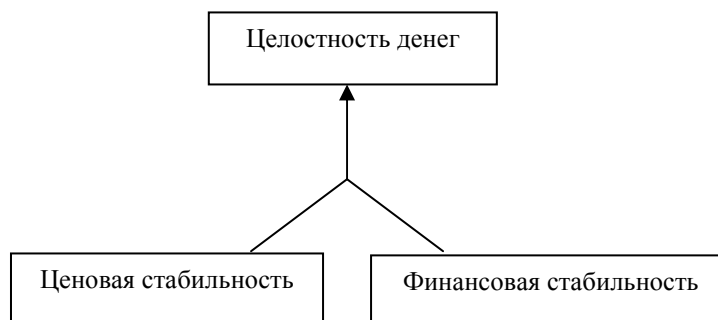 Целостность денег
Ценовая стабильность
Финансовая стабильность